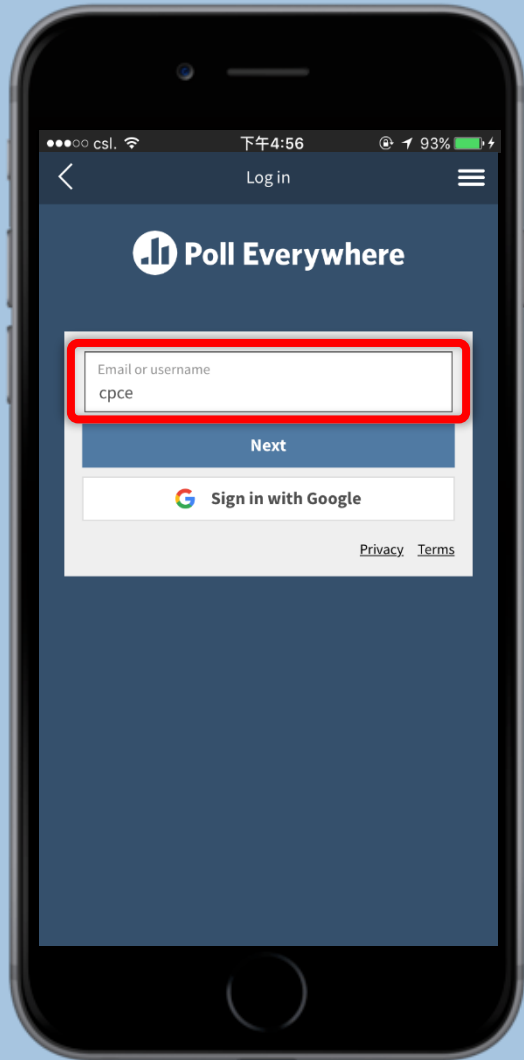 csl. 下午4:56 93%
Log in
Poll Everywhere
Email or username
cpce
Next
Sign in with Google
Privacy Terms